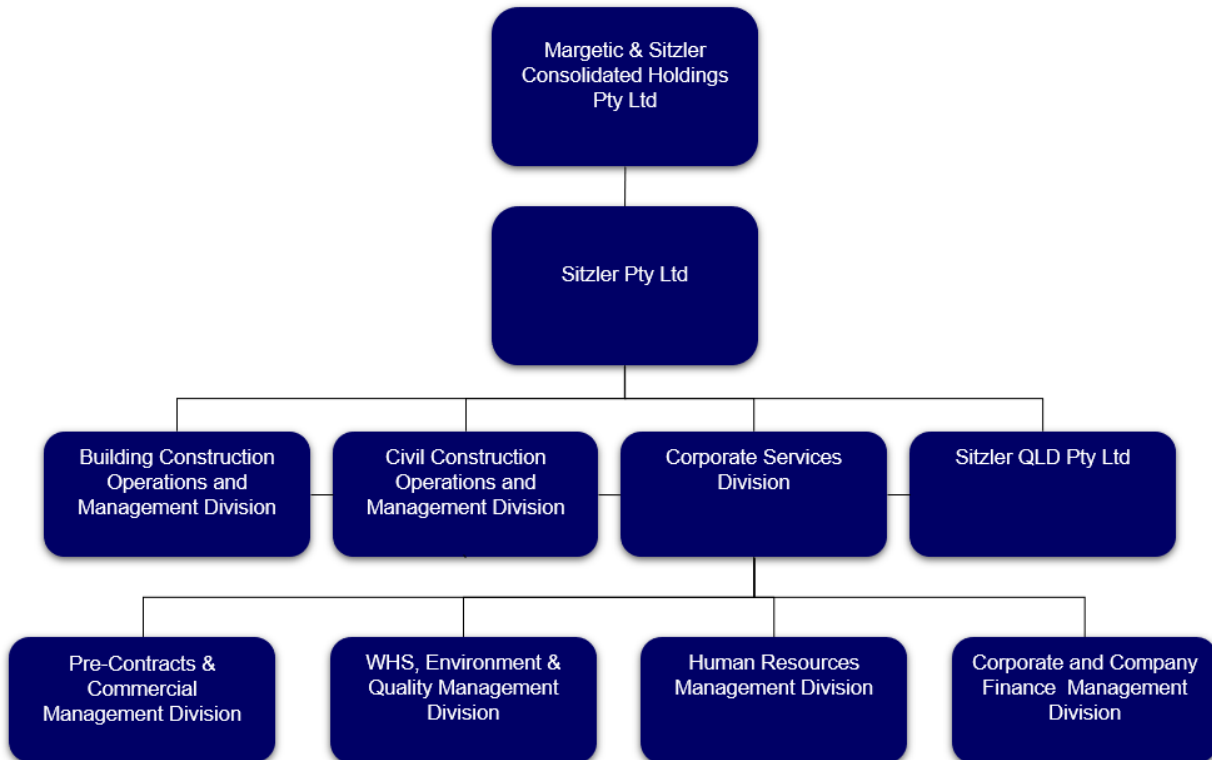 Margetic & Sitzler
Consolidated Holdings
Pty Ltd
Sitzler Pty Ltd
Building Construction
Operations and
Management Division
Civil Construction
Operations and
Management Division
Corporate Services
Division
Sitzler QLD Pty Ltd
Pre-Contracts &
Commercial
Management Division
WHS, Environment &
Quality Management
Division
Human Resources
Management Division
Corporate and Company
Finance  Management
Division